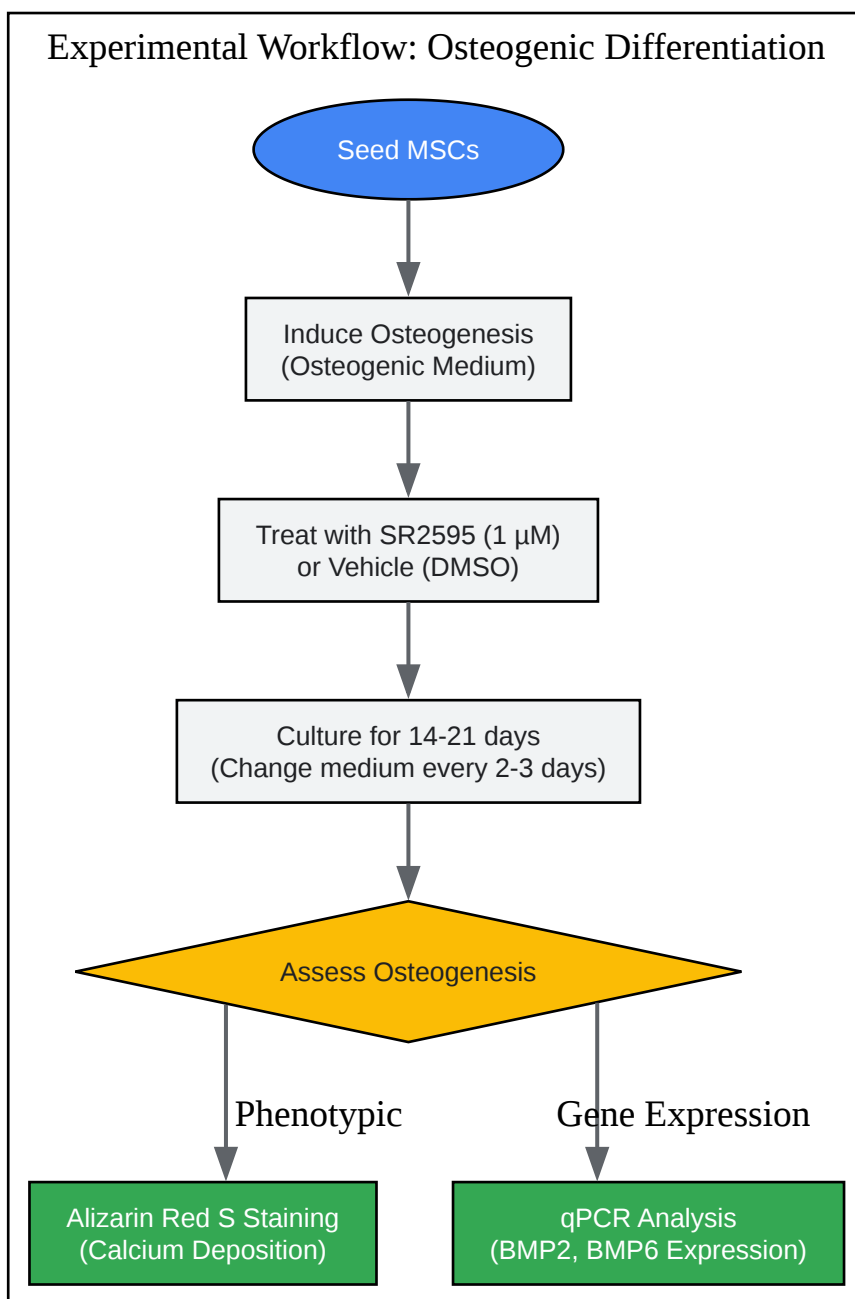 Experimental Workflow: Osteogenic Differentiation
Seed MSCs
Induce Osteogenesis
(Osteogenic Medium)
Treat with SR2595 (1 µM)
or Vehicle (DMSO)
Culture for 14-21 days
(Change medium every 2-3 days)
Assess Osteogenesis
Phenotypic
Gene Expression
Alizarin Red S Staining
(Calcium Deposition)
qPCR Analysis
(BMP2, BMP6 Expression)